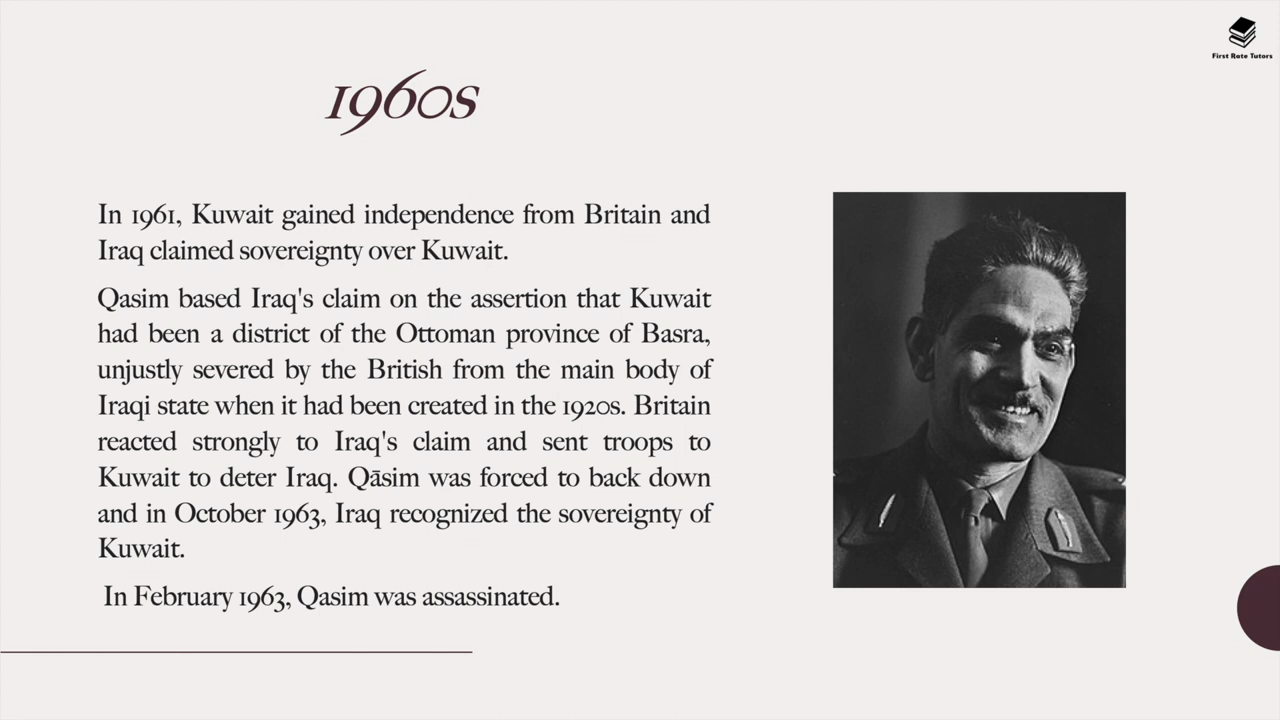 First Rate Tutors
1960s
In 1961, Kuwait gained independence from Britain and
Iraq claimed sovereignty over Kuwait.
Qasim based Iraq's claim on the assertion that Kuwait
had been a district of the Ottoman province of Basra,
unjustly severed by the British from the main body of
Iraqi state when it had been created in the 1920s. Britain
reacted strongly to Iraq's claim and sent troops to
Kuwait to deter Iraq. Qāsim was forced to back down
and in October 1963, Iraq recognized the sovereignty of
Kuwait.
In February 1963, Qasim was assassinated.